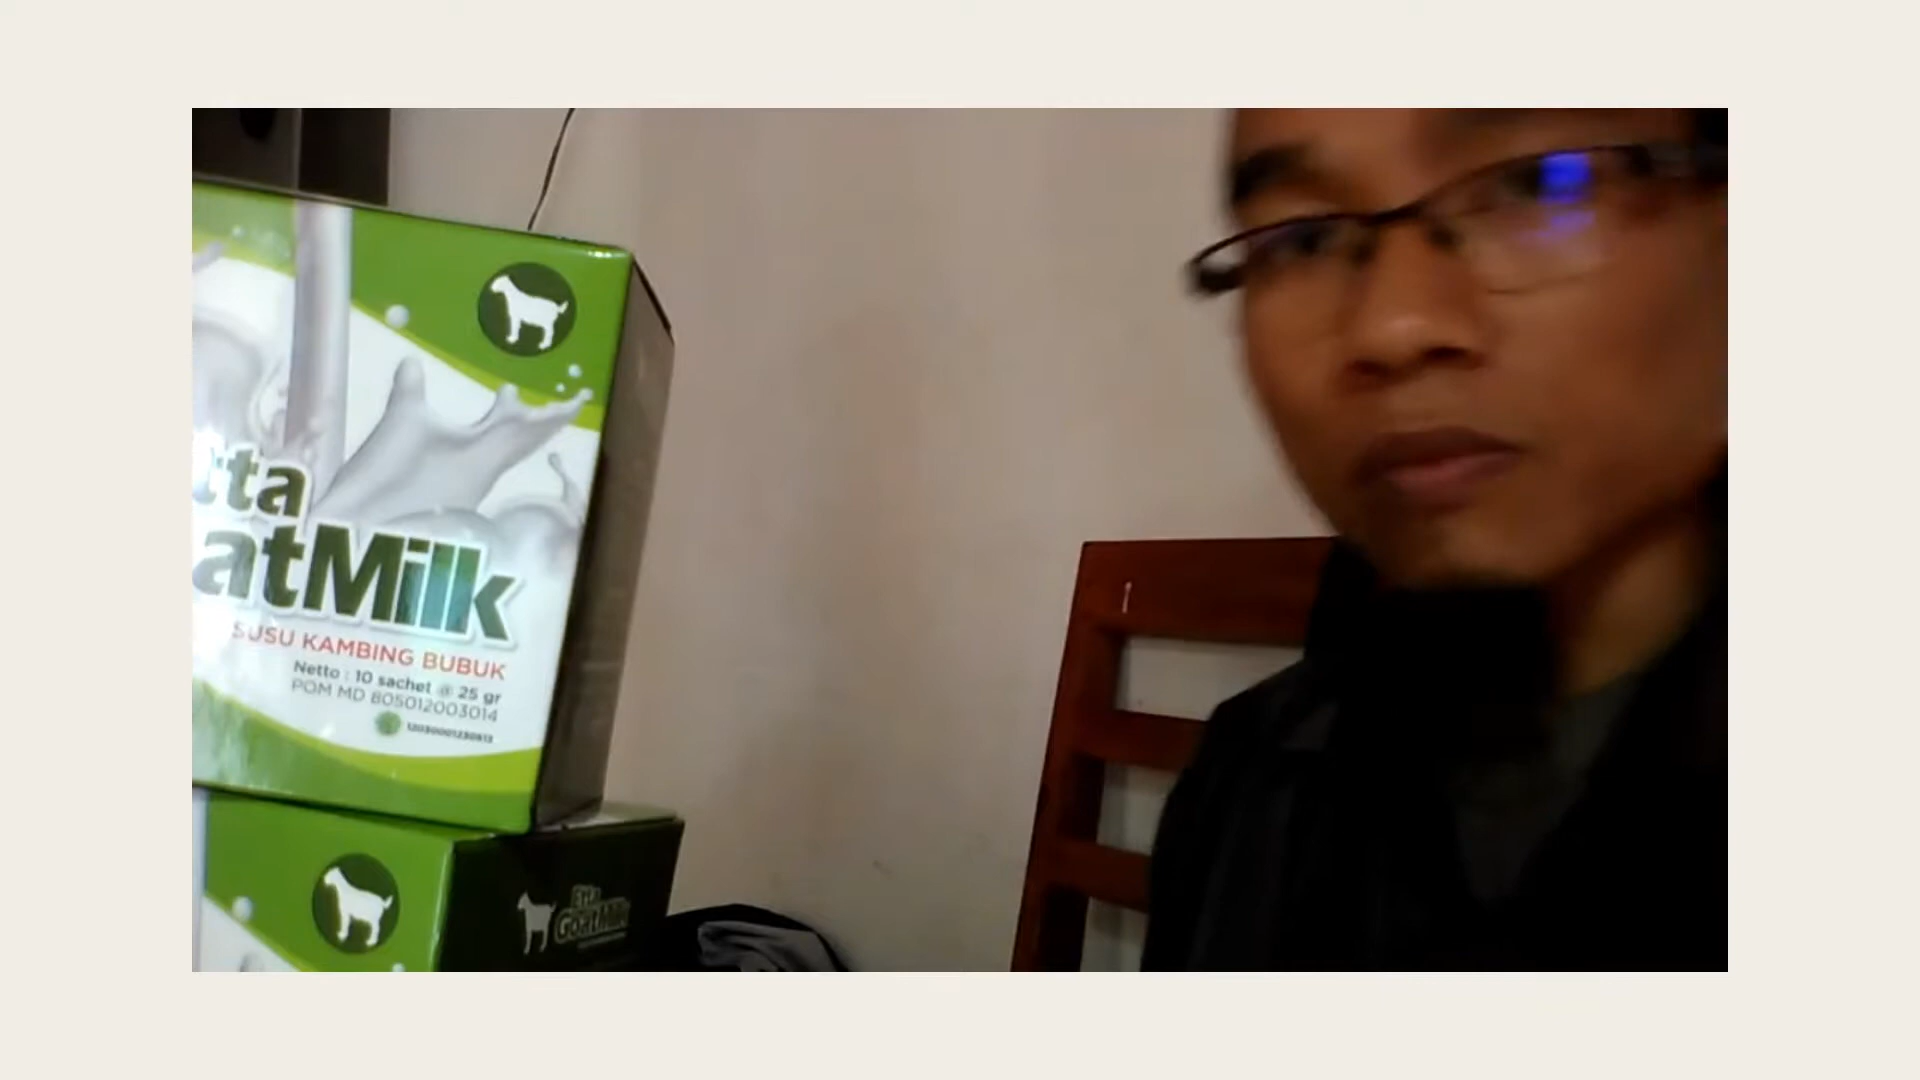 tta
atMilk
SUSU KAMBING BUBUK
Netto : 10 sachet @ 25 gr
POM MD 805012003014
Etta
GoatMilk